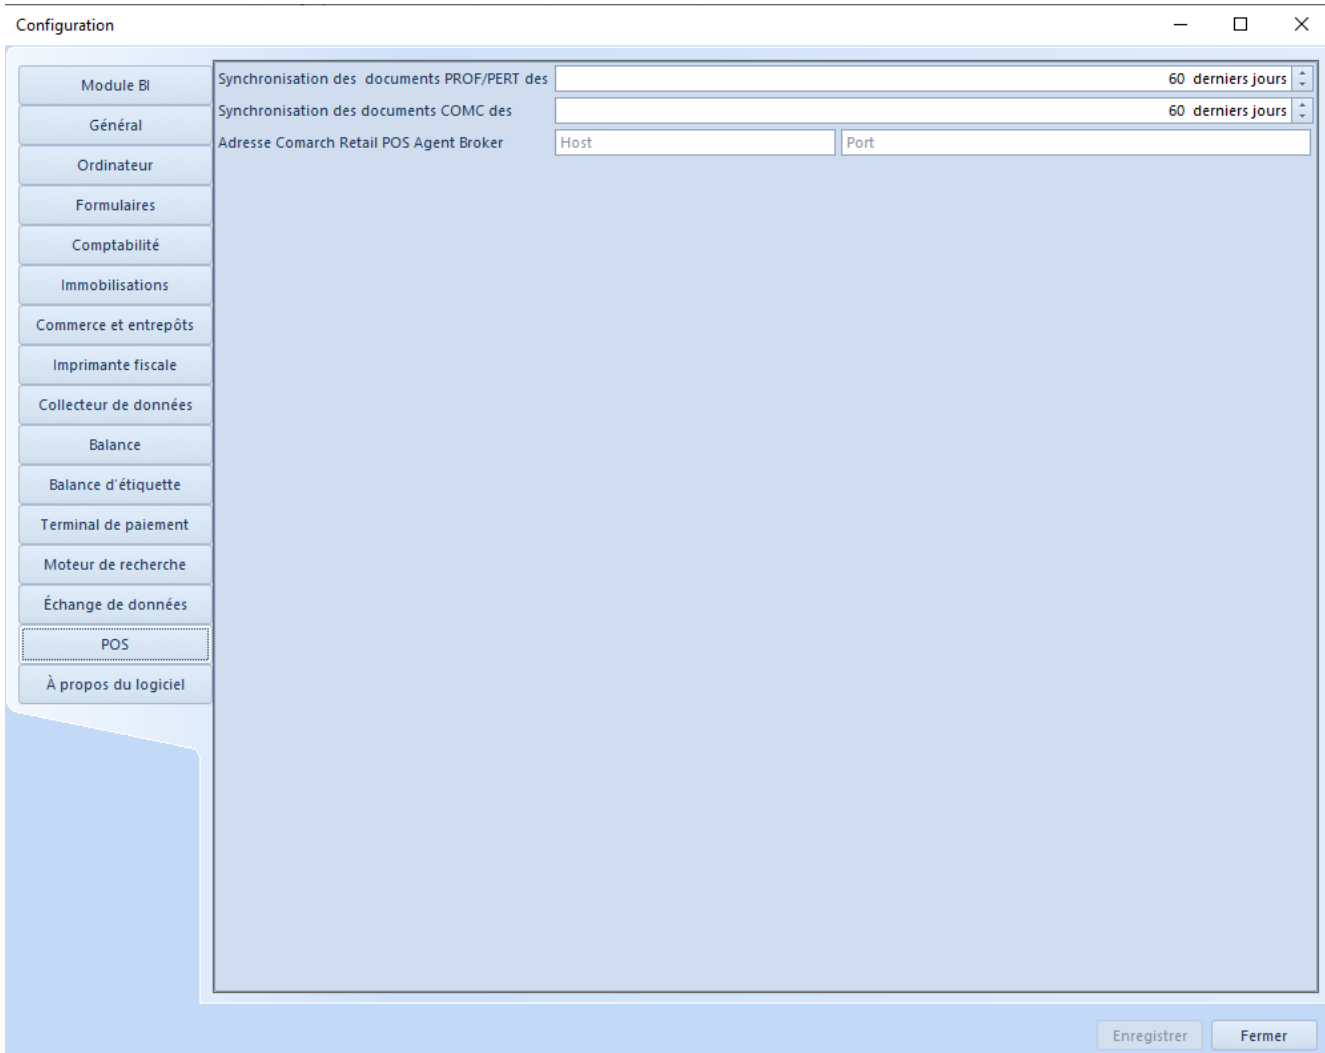 Configuration
Module BI
Général
Ordinateur
Formulaires
Comptabilité
Immobilisations
Commerce et entrepôts
Imprimante fiscale
Collecteur de données
Balance
Balance d'étiquette
Terminal de paiement
Moteur de recherche
Échange de données
POS
À propos du logiciel
Synchronisation des documents PROF/PERT des 60 derniers jours
Synchronisation des documents COMC des 60 derniers jours
Adresse Comarch Retail POS Agent Broker Host Port
Enregistrer Fermer